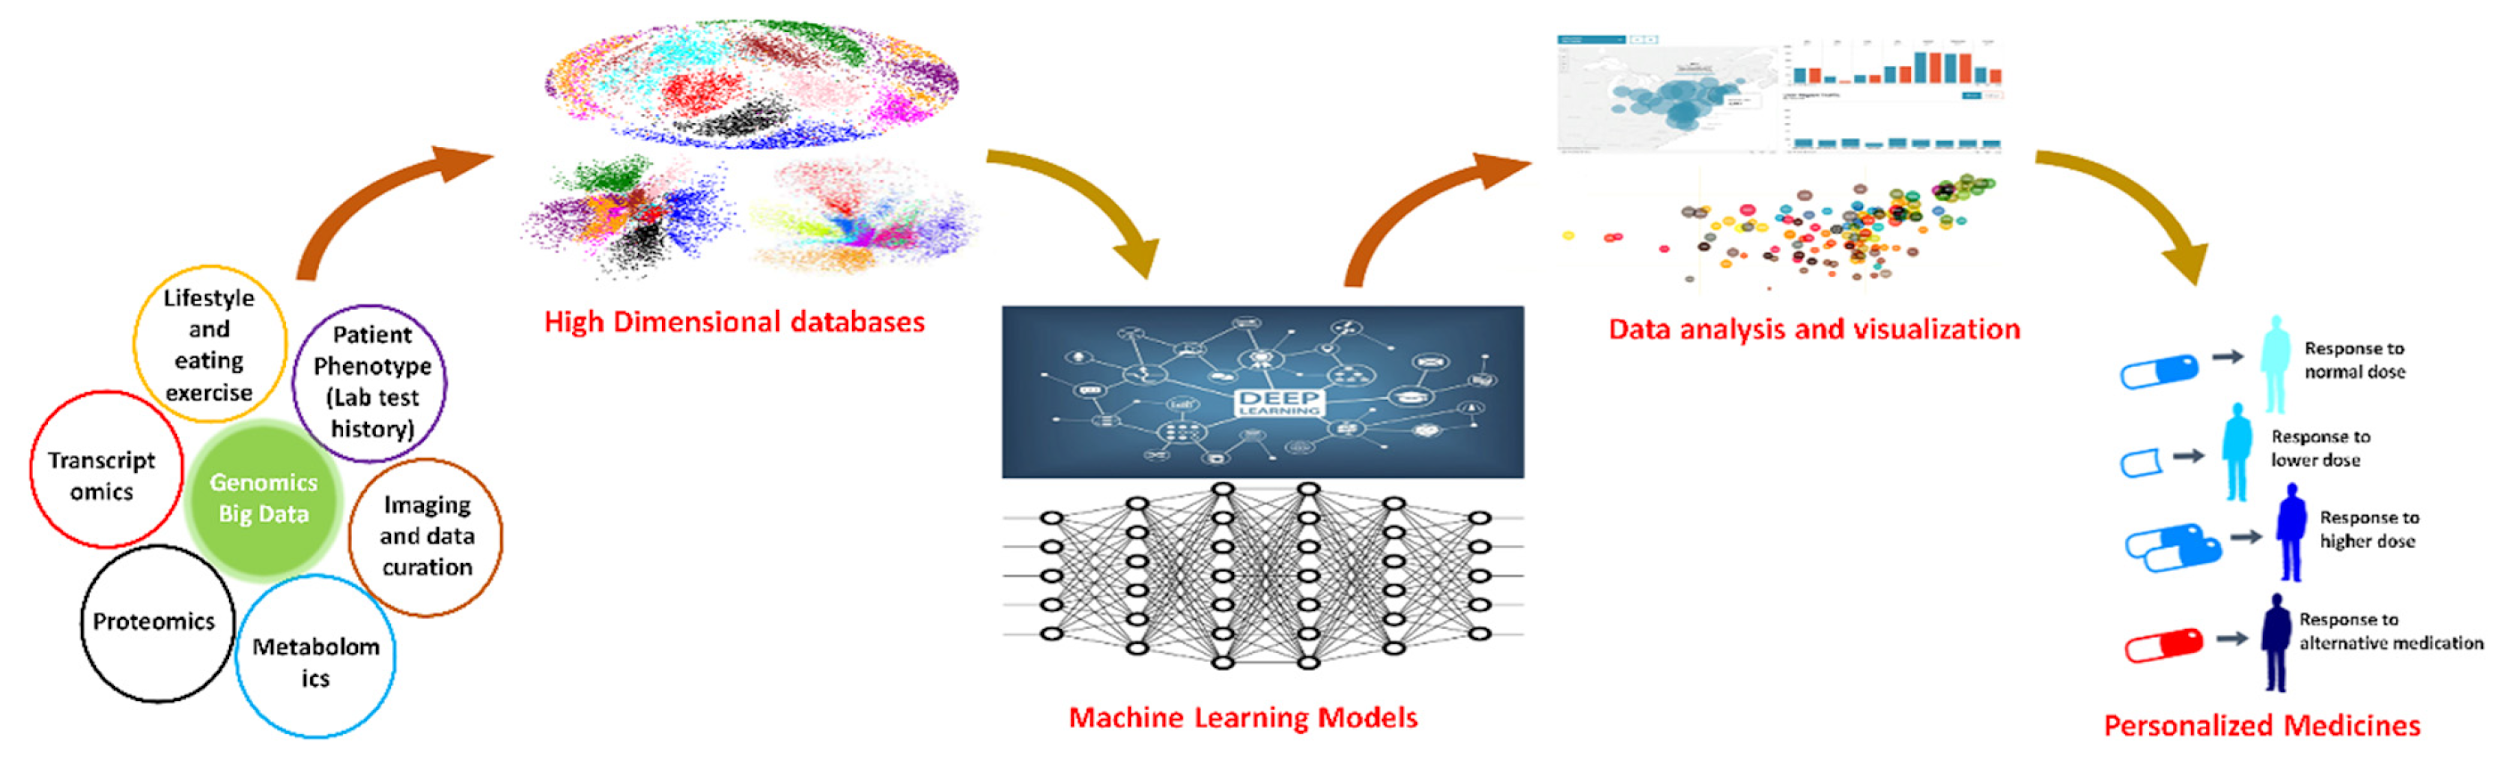 Lifestyle
and
eating
exercise
Patient
Phenotype
(Lab test
history)
Transcript
omics
Genomics
Big Data
Imaging
and data
curation
Proteomics
Metabolom
ics
High Dimensional databases
DEEP
LEARNING
Machine Learning Models
Data analysis and visualization
Response to
normal dose
Response to
lower dose
Response to
higher dose
Response to
alternative medication
Personalized Medicines